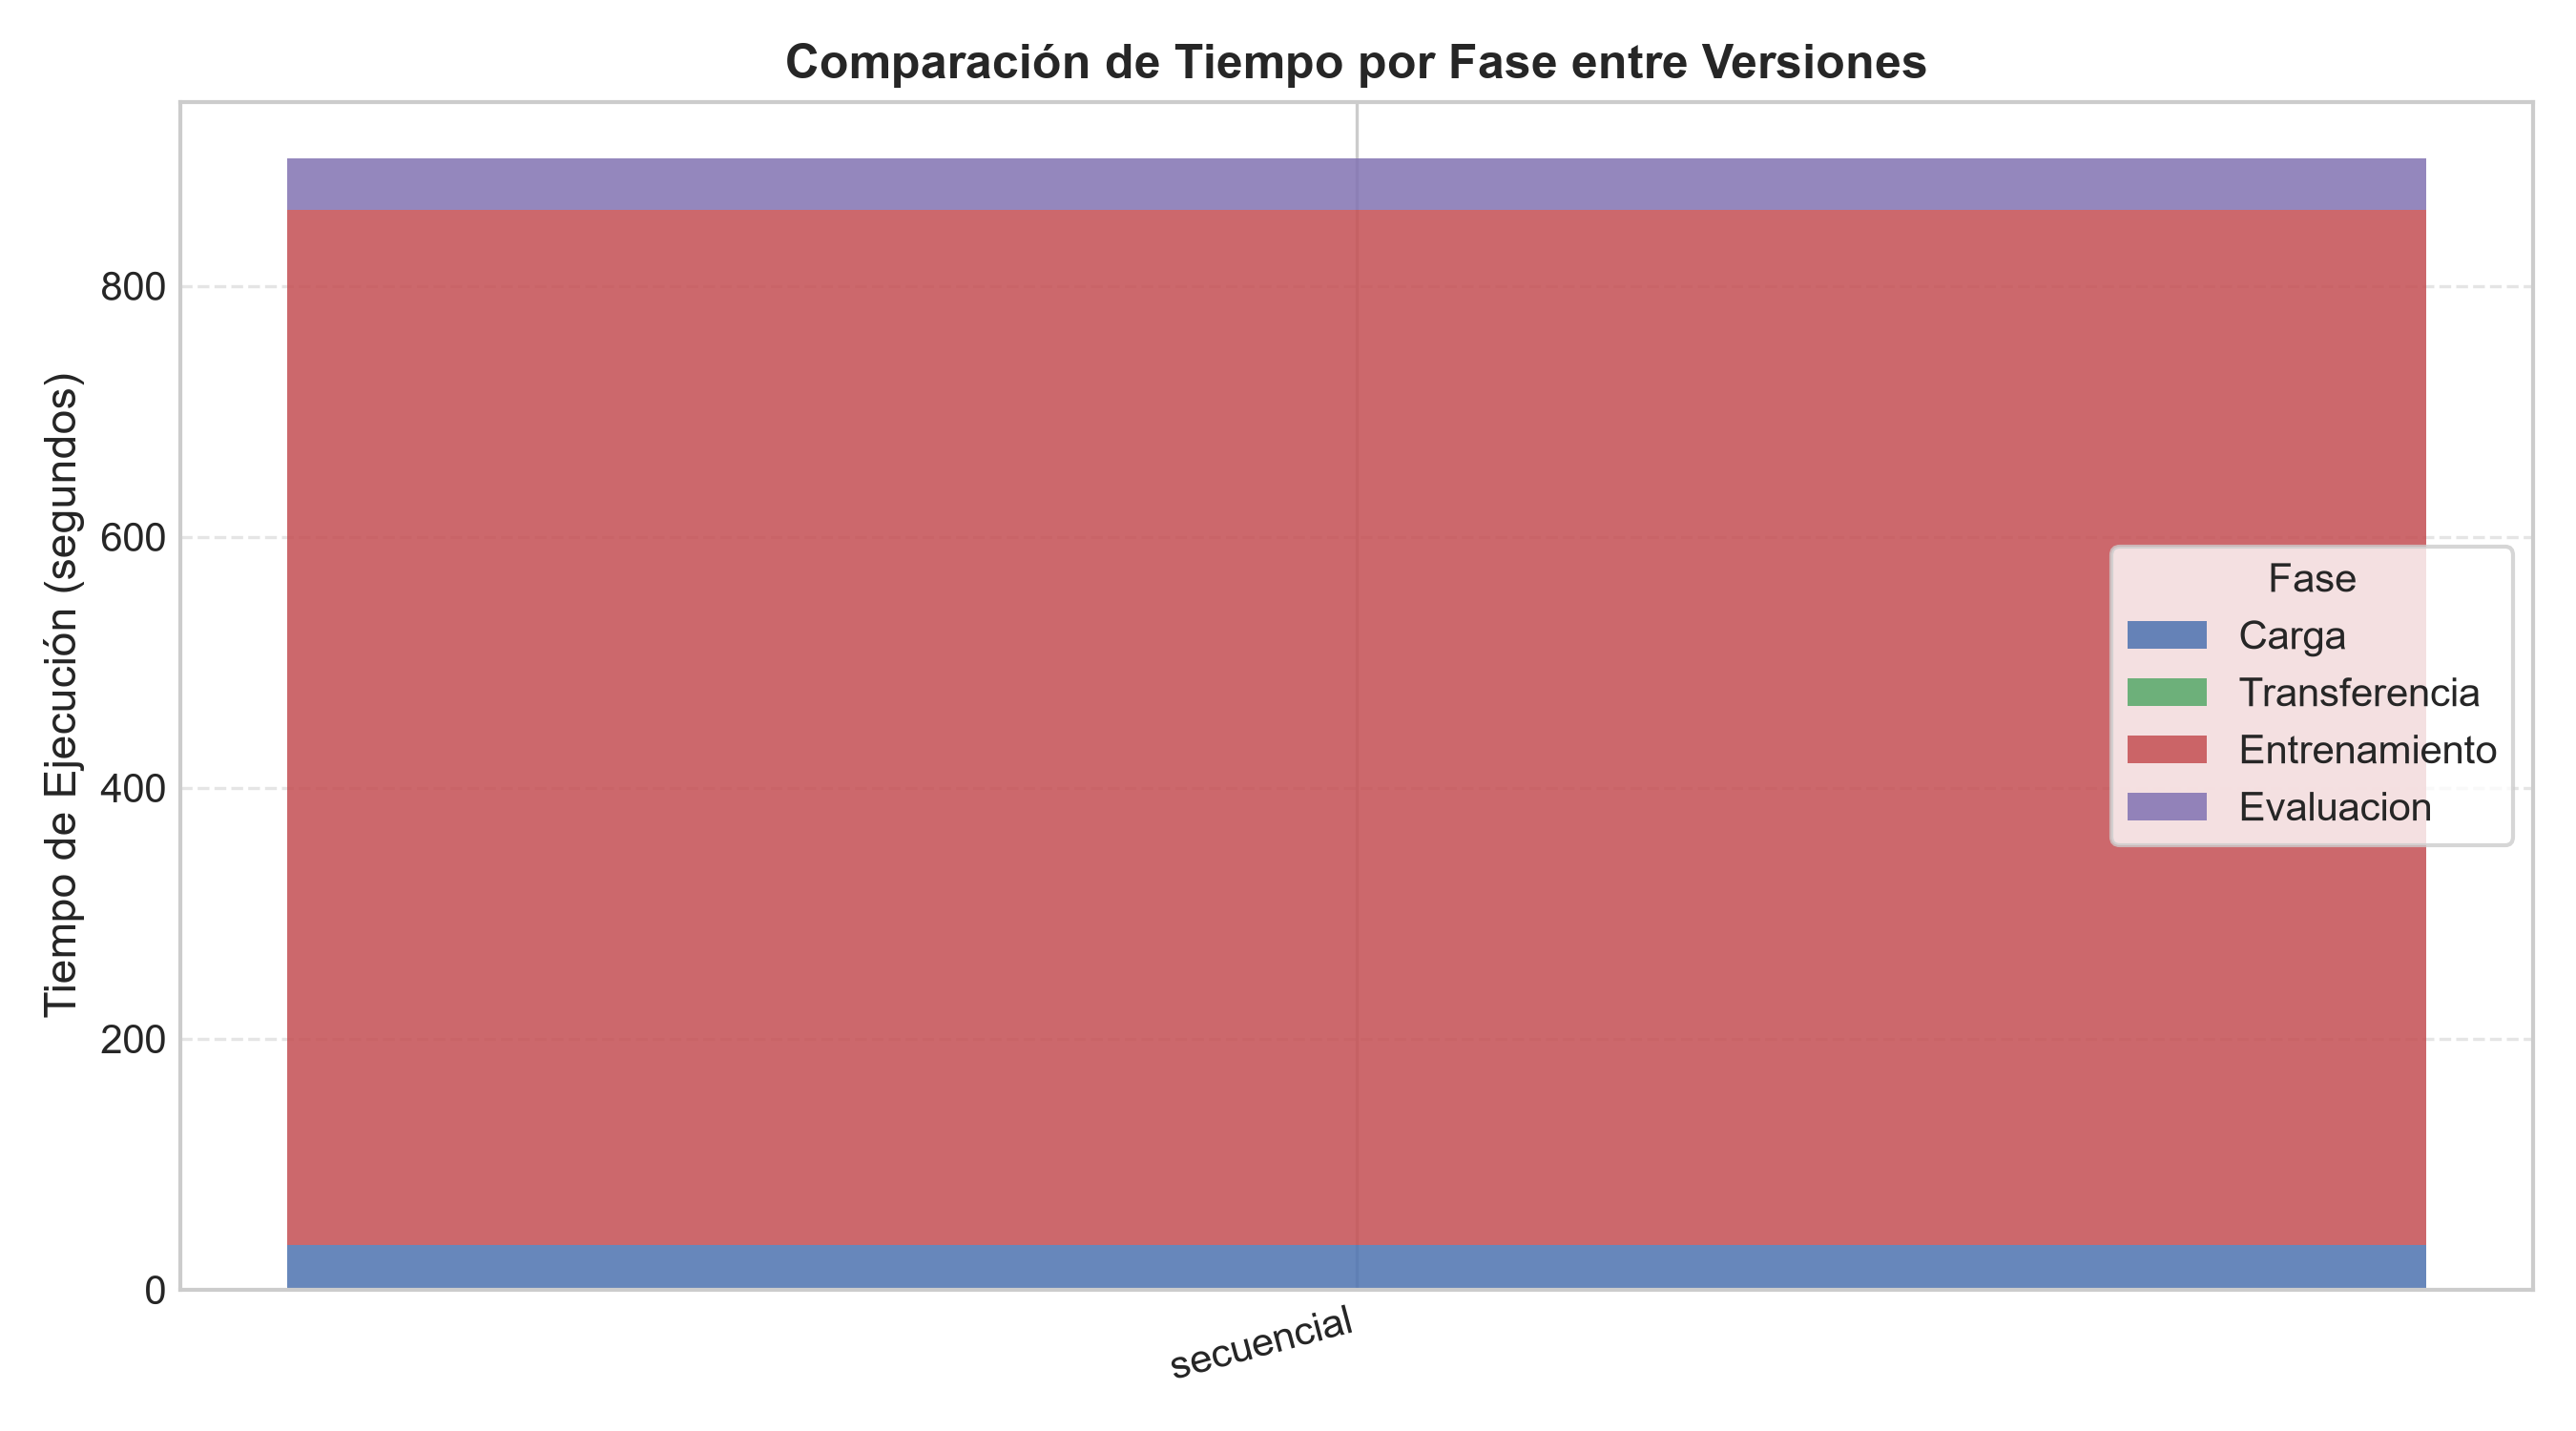 Comparación de Tiempo por Fase entre Versiones
Tiempo de Ejecución (segundos)
800
600
400
200
0
Fase
Carga
Transferencia
Entrenamiento
Evaluacion
secuencial